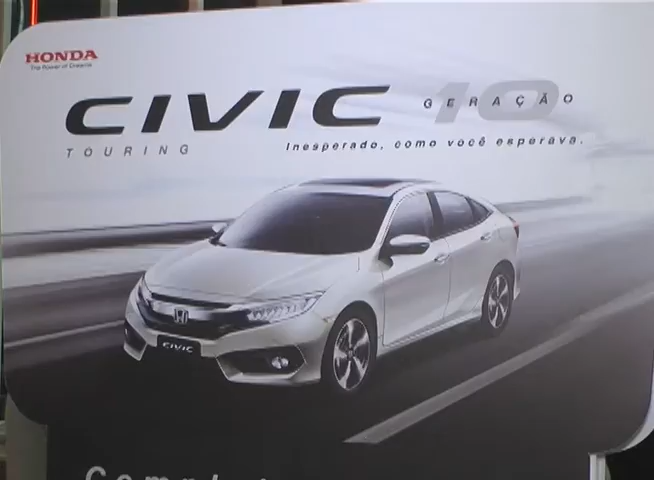 HONDA
The Power of Dreams
CIVIC 10
GERAÇÃO
TOURING
Inesperado, como você esperava.
CIVIC